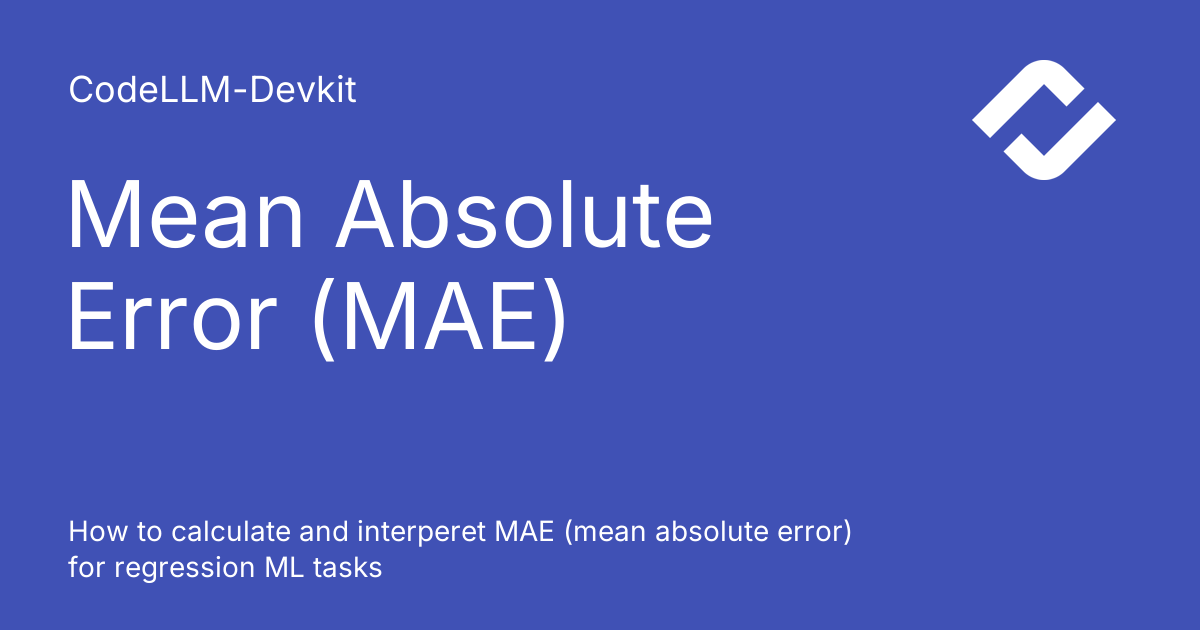 CodeLLM-Devkit
Mean Absolute
Error (MAE)
How to calculate and interperet MAE (mean absolute error)
for regression ML tasks